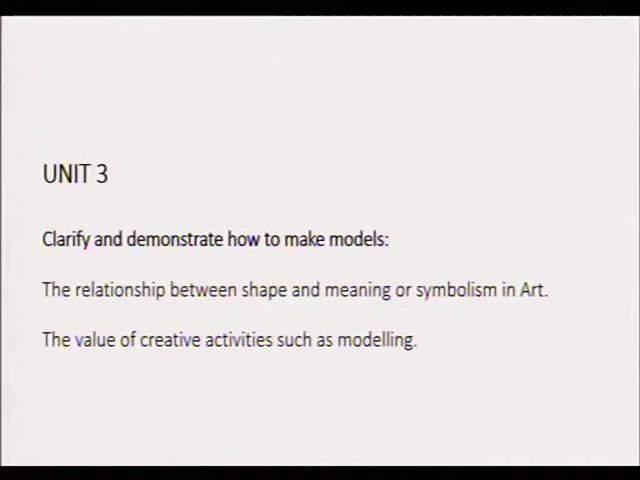 UNIT 3
Clarify and demonstrate how to make models:
The relationship between shape and meaning or symbolism in Art.
The value of creative activities such as modelling.